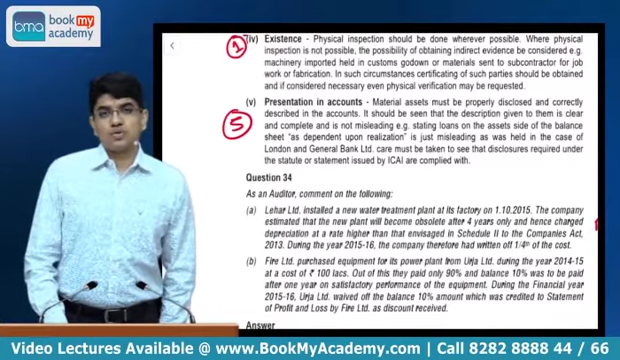 bma
book my
academy
(iv) Existence - Physical inspection should be done wherever possible. Where physical
inspection is not possible, the possibility of obtaining indirect evidence be considered e.g.
machinery imported held in customs godown or materials sent to subcontractor for job
work or fabrication. In such circumstances certificating of such parties should be obtained
and if considered necessary even physical verification may be requested.
1
(v) Presentation in accounts - Material assets must be properly disclosed and correctly
described in the accounts. It should be seen that the description given to them is clear
and complete and is not misleading e.g. stating loans on the assets side of the balance
sheet "as dependent upon realization" is just misleading as was held in the case of
London and General Bank Ltd. care must be taken to see that disclosures required under
the statute or statement issued by ICAI are complied with.
5
Question 34
As an Auditor, comment on the following:
(a) Lehar Ltd. installed a new water treatment plant at its factory on 1.10.2015. The company
estimated that the new plant will become obsolete after 4 years only and hence charged
depreciation at a rate higher than that envisaged in Schedule II to the Companies Act,
2013. During the year 2015-16, the company therefore had written off 1/4th of the cost.
(b) Fire Ltd. purchased equipment for its power plant from Urja Ltd. during the year 2014-15
at a cost of ₹ 100 lacs. Out of this they paid only 90% and balance 10% was to be paid
after one year on satisfactory performance of the equipment. During the Financial year
2015-16, Urja Ltd. waived off the balance 10% amount which was credited to Statement
of Profit and Loss by Fire Ltd. as discount received.
Answer
Video Lectures Available @ www.BookMyAcademy.com | Call 8282 8888 44 / 66